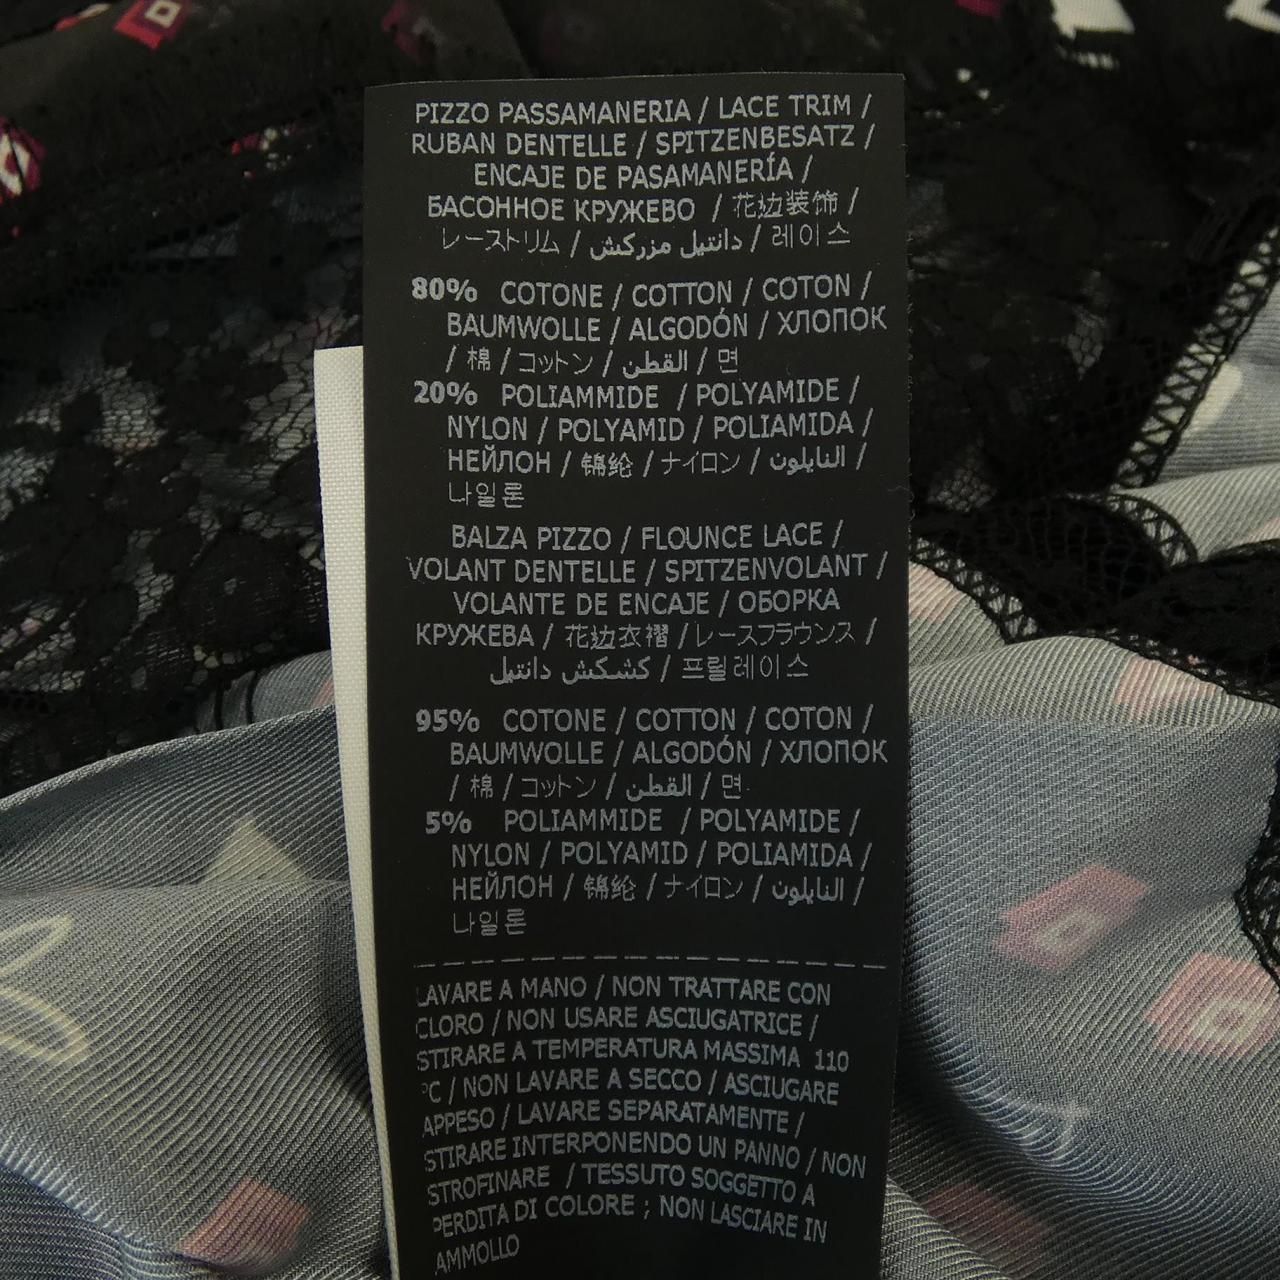 PIZZO PASSAMANERIA / LACE TRIM /
RUBAN DENTELLE / SPITZENBESATZ /
ENCAJE DE PASAMANERÍA /
БАСОННОЕ КРУЖЕВО / 花边装饰 /
レーストリム / دانتيل مزركش / 레이스
80% COTONE / COTTON / COTON /
BAUMWOLLE / ALGODÓN / ХЛОПОК
/ 棉 / コットン / القطن / 면
20% POLIAMMIDE / POLYAMIDE /
NYLON / POLYAMID / POLIAMIDA /
НЕЙЛОН / 锦纶 / ナイロン / النايلون /
나일론
BALZA PIZZO / FLOUNCE LACE /
VOLANT DENTELLE / SPITZENVOLANT /
VOLANTE DE ENCAJE / ОБОРКА
КРУЖЕВА / 花边衣褶 / レースフラウンス /
كشكش دانتيل / 프릴레이스
95% COTONE / COTTON / COTON /
BAUMWOLLE / ALGODÓN / ХЛОПОК
/ 棉 / コットン / القطن / 면
5% POLIAMMIDE / POLYAMIDE /
NYLON / POLYAMID / POLIAMIDA /
НЕЙЛОН / 锦纶 / ナイロン / النايلون /
나일론
LAVARE A MANO / NON TRATTARE CON
CLORO / NON USARE ASCIUGATRICE /
STIRARE A TEMPERATURA MASSIMA 110
°C / NON LAVARE A SECCO / ASCIUGARE
APPESO / LAVARE SEPARATAMENTE /
STIRARE INTERPONENDO UN PANNO / NON
STROFINARE / TESSUTO SOGGETTO A
PERDITA DI COLORE ; NON LASCIARE IN
AMMOLLO